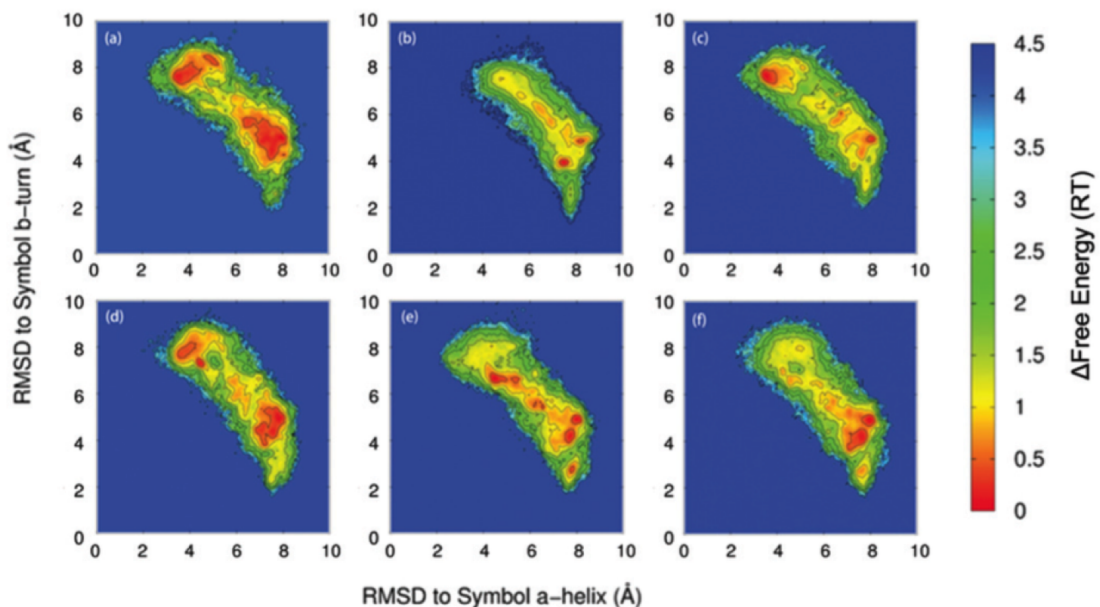 10 (a) 8 6 4 2 0
0 2 4 6 8 10
(b) 10 8 6 4 2 0
0 2 4 6 8 10
(c) 10 8 6 4 2 0
0 2 4 6 8 10
(d) 10 8 6 4 2 0
0 2 4 6 8 10
(e) 10 8 6 4 2 0
0 2 4 6 8 10
(f) 10 8 6 4 2 0
0 2 4 6 8 10
RMSD to Symbol b-turn (Å)
RMSD to Symbol a-helix (Å)
4.5
4
3.5
3
2.5
2
1.5
1
0.5
0
ΔFree Energy (RT)